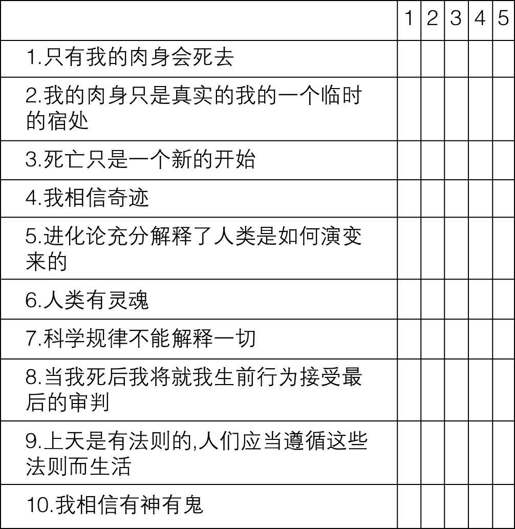 1 2 3 4 5
1.只有我的肉身会死去
2.我的肉身只是真实的我的一个临时
的宿处
3.死亡只是一个新的开始
4.我相信奇迹
5.进化论充分解释了人类是如何演变
来的
6.人类有灵魂
7.科学规律不能解释一切
8.当我死后我将就我生前行为接受最
后的审判
9.上天是有法则的,人们应当遵循这些
法则而生活
10.我相信有神有鬼